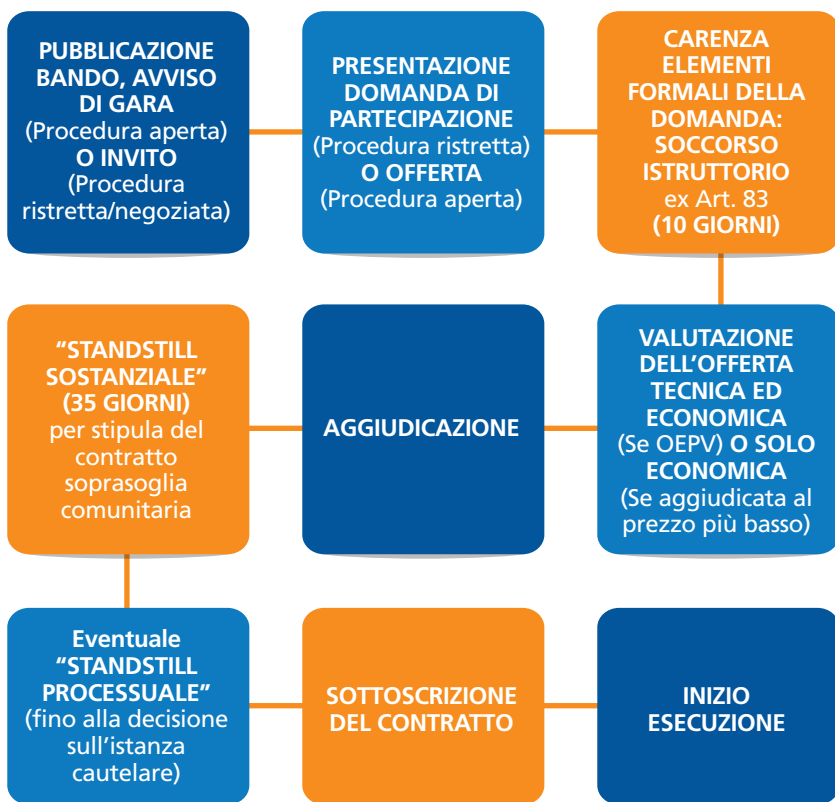 PUBBLICAZIONE
BANDO, AVVISO
DI GARA
(Procedura aperta)
O INVITO
(Procedura
ristretta/negoziata)
PRESENTAZIONE
DOMANDA DI
PARTECIPAZIONE
(Procedura ristretta)
O OFFERTA
(Procedura aperta)
CARENZA
ELEMENTI
FORMALI DELLA
DOMANDA:
SOCCORSO
ISTRUTTORIO
ex Art. 83
(10 GIORNI)
VALUTAZIONE
DELL’OFFERTA
TECNICA ED
ECONOMICA
(Se OEPV) O SOLO
ECONOMICA
(Se aggiudicata al
prezzo più basso)
AGGIUDICAZIONE
“STANDSTILL
SOSTANZIALE”
(35 GIORNI)
per stipula del
contratto
soprasoglia
comunitaria
Eventuale
“STANDSTILL
PROCESSUALE”
(fino alla decisione
sull’istanza
cautelare)
SOTTOSCRIZIONE
DEL CONTRATTO
INIZIO
ESECUZIONE